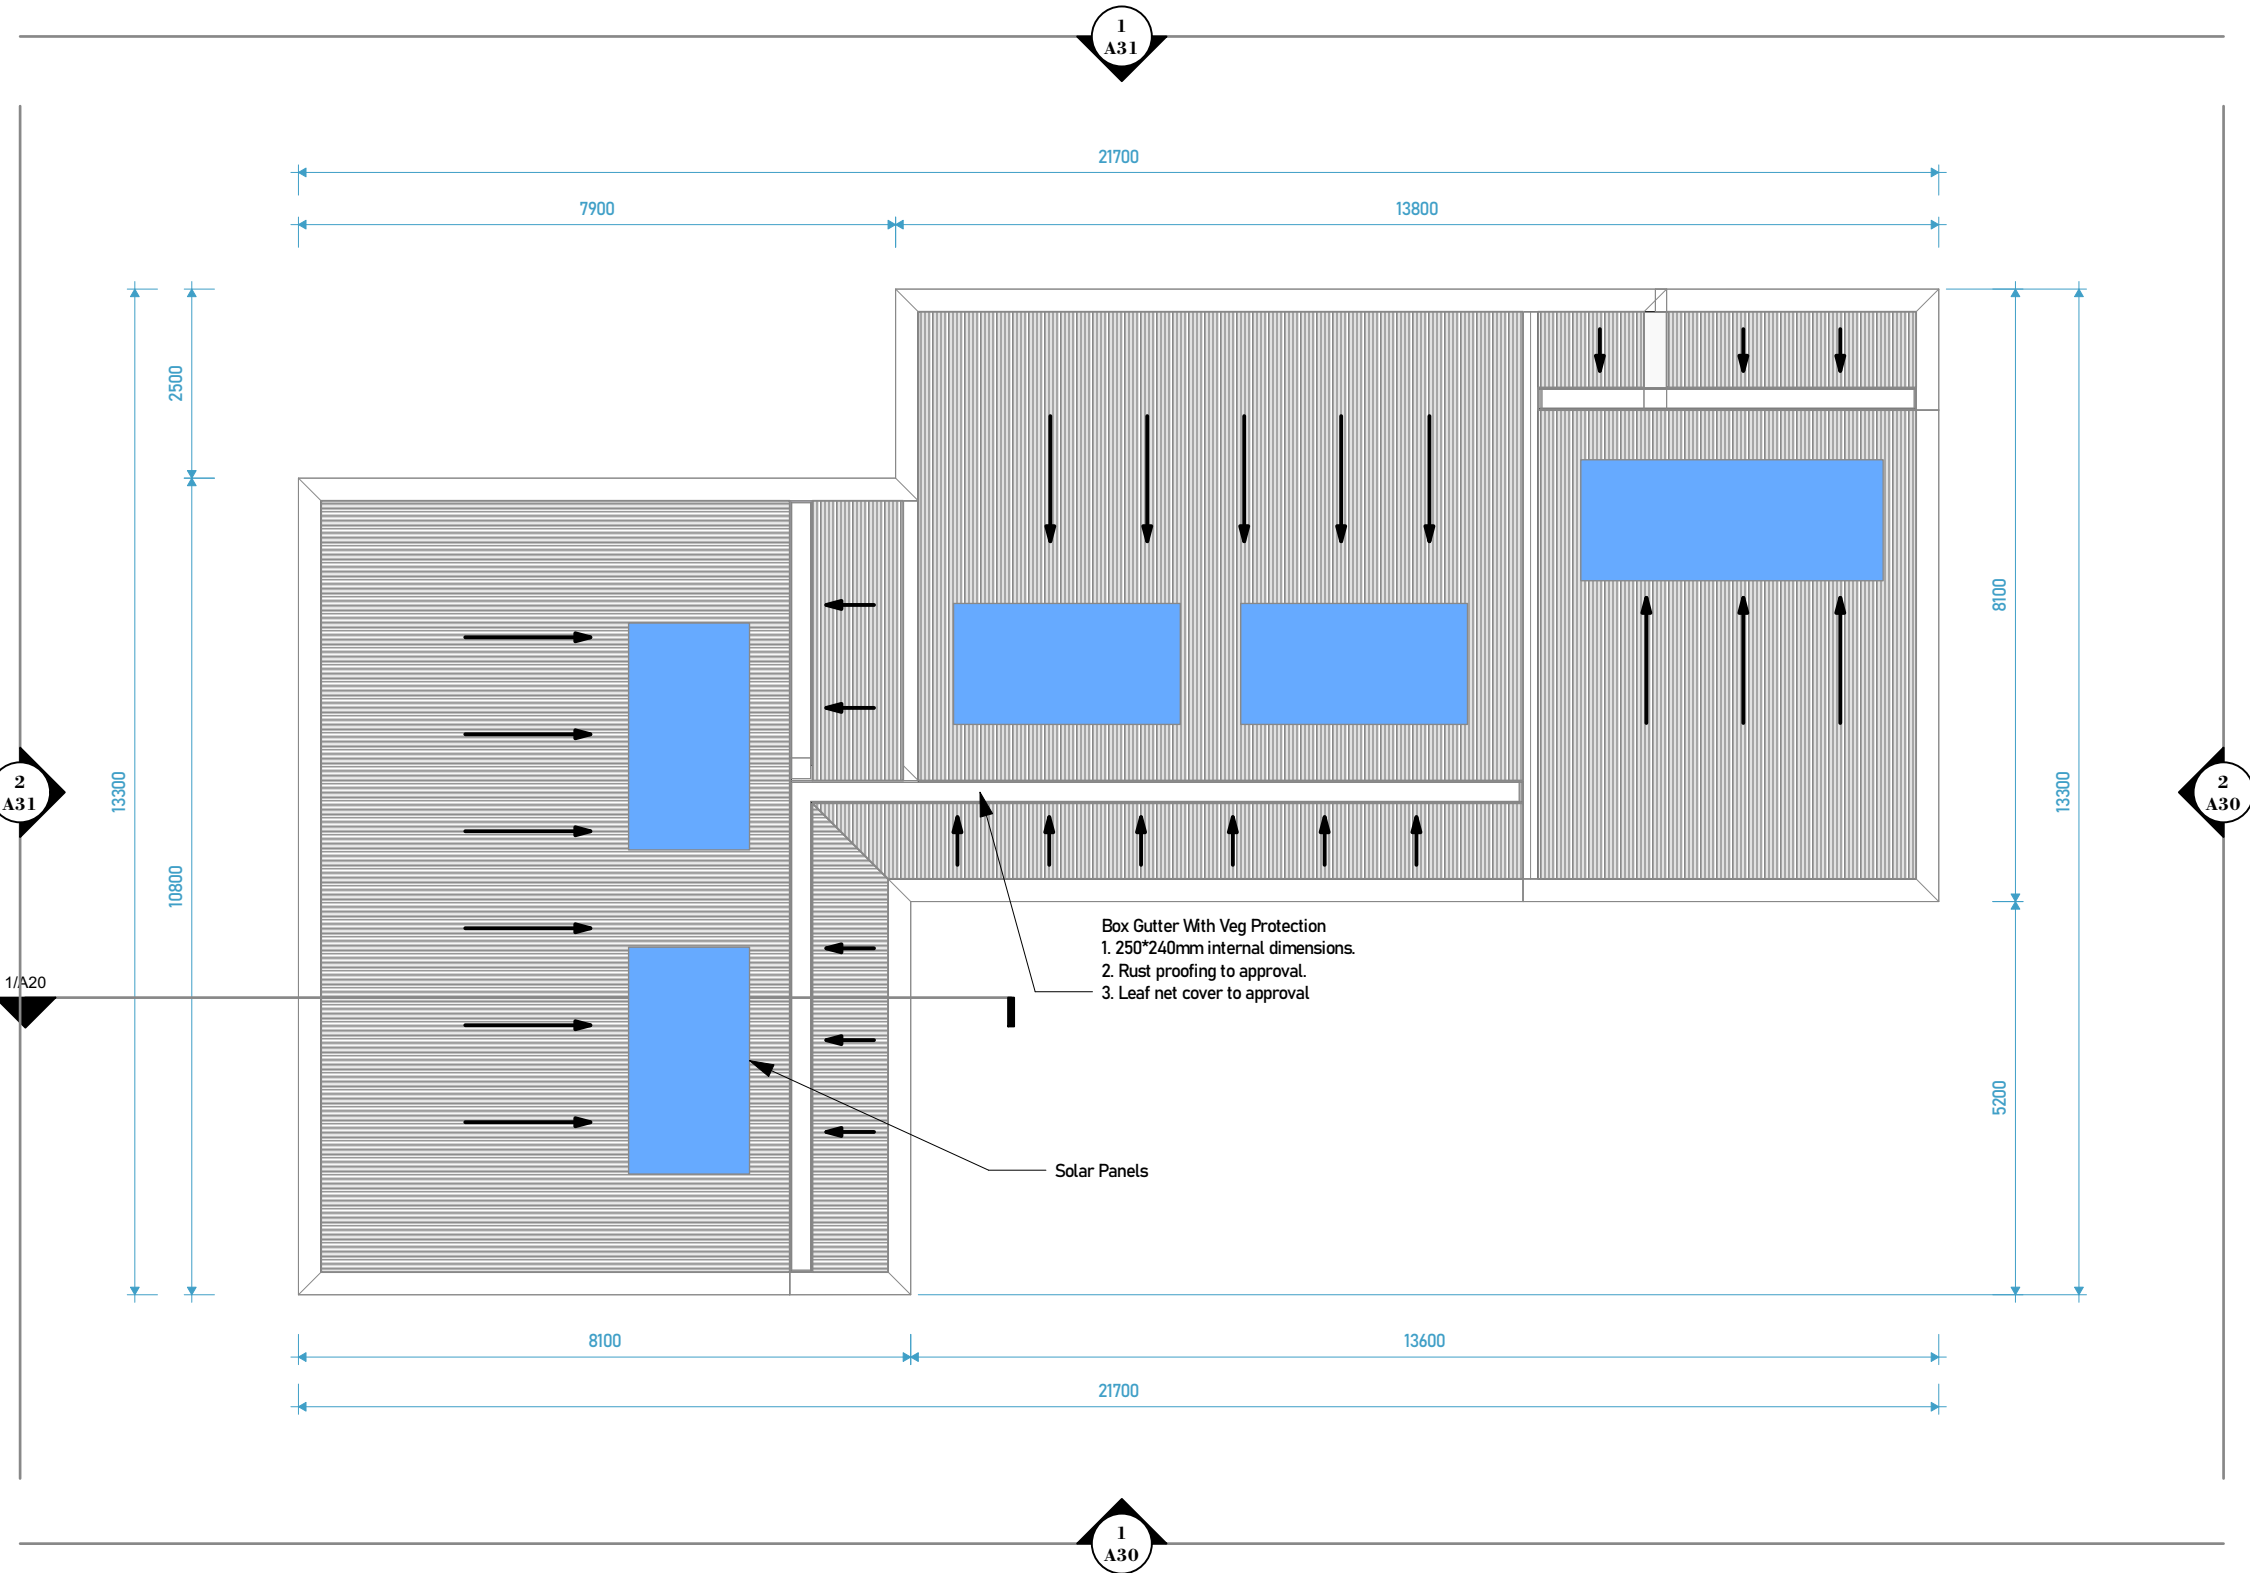 1
A31
21700
7900
13800
2500
8100
13300
13300
2
A31
2
A30
10800
Box Gutter With Veg Protection
1. 250*240mm internal dimensions.
2. Rust proofing to approval.
3. Leaf net cover to approval
1/A20
5200
Solar Panels
8100
13600
21700
1
A30